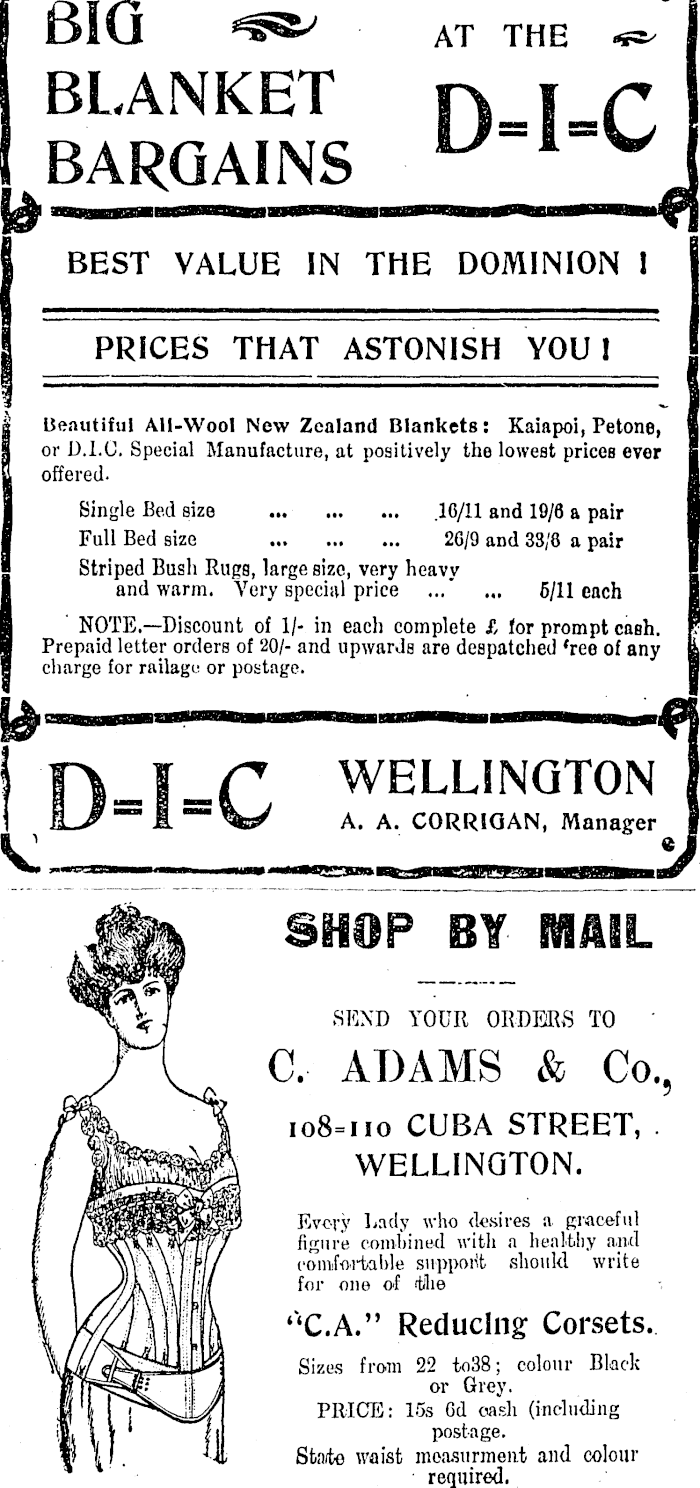 BIG
BLANKET
BARGAINS
AT THE
D=I=C
BEST VALUE IN THE DOMINION!
PRICES THAT ASTONISH YOU!
Beautiful All-Wool New Zealand Blankets: Kaiapoi, Petone,
or D.I.C. Special Manufacture, at positively the lowest prices ever
offered.
Single Bed size ... ... ... 16/11 and 19/6 a pair
Full Bed size ... ... ... 26/9 and 33/6 a pair
Striped Bush Rugs, large size, very heavy
and warm. Very special price ... ... 5/11 each
NOTE.—Discount of 1/- in each complete £ for prompt cash.
Prepaid letter orders of 20/- and upwards are despatched free of any
charge for railage or postage.
D=I=C
WELLINGTON
A. A. CORRIGAN, Manager
SHOP BY MAIL
SEND YOUR ORDERS TO
C. ADAMS & Co.,
108=110 CUBA STREET,
WELLINGTON.
Every Lady who desires a graceful
figure combined with a healthy and
comfortable support should write
for one of the
"C.A." Reducing Corsets.
Sizes from 22 to38; colour Black
or Grey.
PRICE: 15s 6d cash (including
postage.
State waist measurment and colour
required.